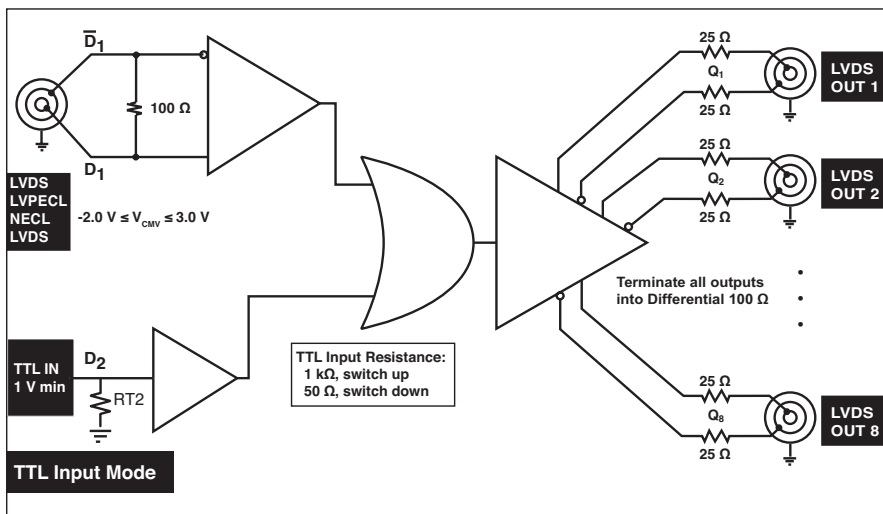 D̅1
100 Ω
D1
LVDS
LVPECL
NECL
LVDS
-2.0 V ≤ VCMV ≤ 3.0 V
TTL IN
1 V min
D2
RT2
TTL Input Mode
TTL Input Resistance:
1 kΩ, switch up
50 Ω, switch down
25 Ω
Q1
25 Ω
LVDS
OUT 1
25 Ω
Q2
25 Ω
LVDS
OUT 2
Terminate all outputs
into Differential 100 Ω
25 Ω
Q8
25 Ω
LVDS
OUT 8